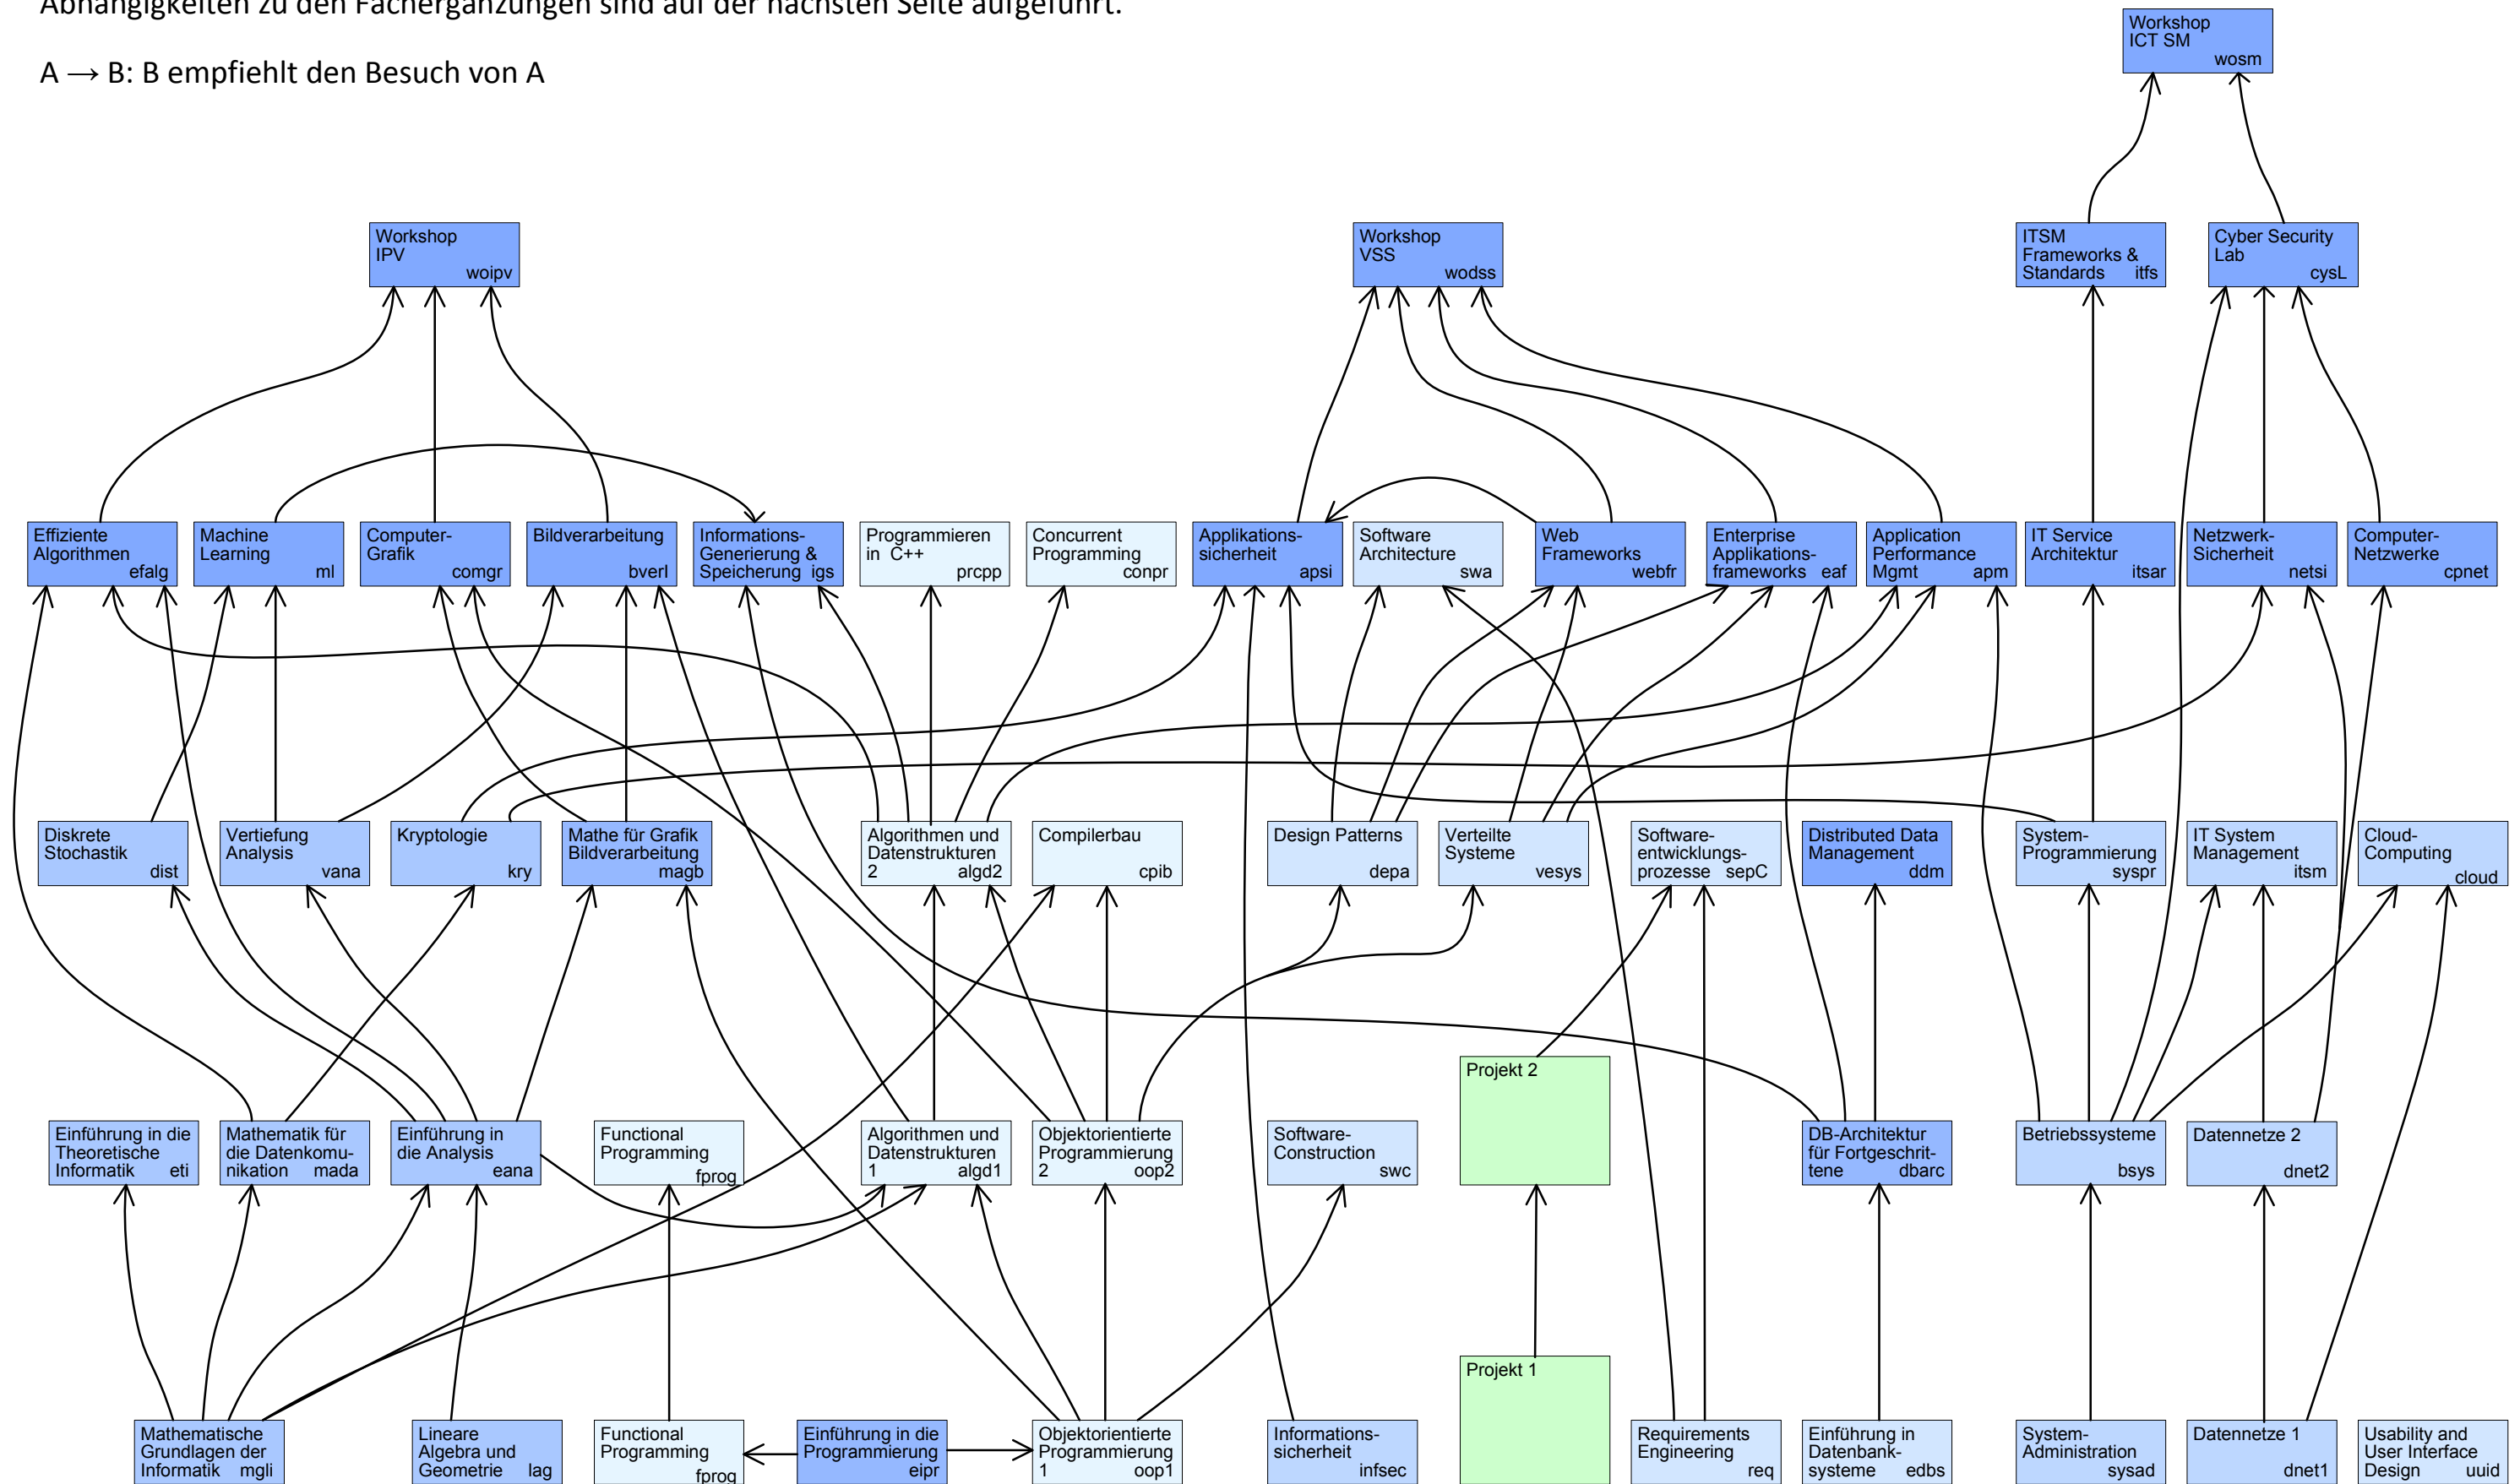 Abhängigkeiten zu den Fächerergänzungen sind auf der nächsten Seite aufgeführt.
A → B: B empfiehlt den Besuch von A
Workshop
ICT SM
wosm
Workshop
IPV
woipv
Workshop
VSS
wodss
ITSM
Frameworks &
Standards itfs
Cyber Security
Lab
cysL
Effiziente
Algorithmen
efalg
Machine
Learning
ml
Computer-
Grafik
comgr
Bildverarbeitung
bverl
Informations-
Generierung &
Speicherung igs
Programmieren
in C++
prcpp
Concurrent
Programming
conpr
Applikations-
sicherheit
apsi
Software
Architecture
swa
Web
Frameworks
webfr
Enterprise
Applikations-
frameworks eaf
Application
Performance
Mgmt apm
IT Service
Architektur
itsar
Netzwerk-
Sicherheit
netsi
Computer-
Netzwerke
cpnet
Diskrete
Stochastik
dist
Vertiefung
Analysis
vana
Kryptologie
kry
Mathe für Grafik
Bildverarbeitung
magb
Algorithmen und
Datenstrukturen
2 algd2
Compilerbau
cpib
Design Patterns
depa
Verteilte
Systeme
vesys
Software-
entwicklungs-
prozesse sepC
Distributed Data
Management
ddm
System-
Programmierung
syspr
IT System
Management
itsm
Cloud-
Computing
cloud
Einführung in die
Theoretische
Informatik eti
Mathematik für
die Datenkomu-
nikation mada
Einführung in
die Analysis
eana
Functional
Programming
fprog
Algorithmen und
Datenstrukturen
1 algd1
Objektorientierte
Programmierung
2 oop2
Software-
Construction
swc
Projekt 2
DB-Architektur
für Fortgeschrit-
tene dbarc
Betriebssysteme
bsys
Datennetze 2
dnet2
Mathematische
Grundlagen der
Informatik mgli
Lineare
Algebra und
Geometrie lag
Functional
Programming
fprog
Einführung in die
Programmierung
eipr
Objektorientierte
Programmierung
1 oop1
Informations-
sicherheit
infsec
Projekt 1
Requirements
Engineering
req
Einführung in
Datenbank-
systeme edbs
System-
Administration
sysad
Datennetze 1
dnet1
Usability and
User Interface
Design uuid